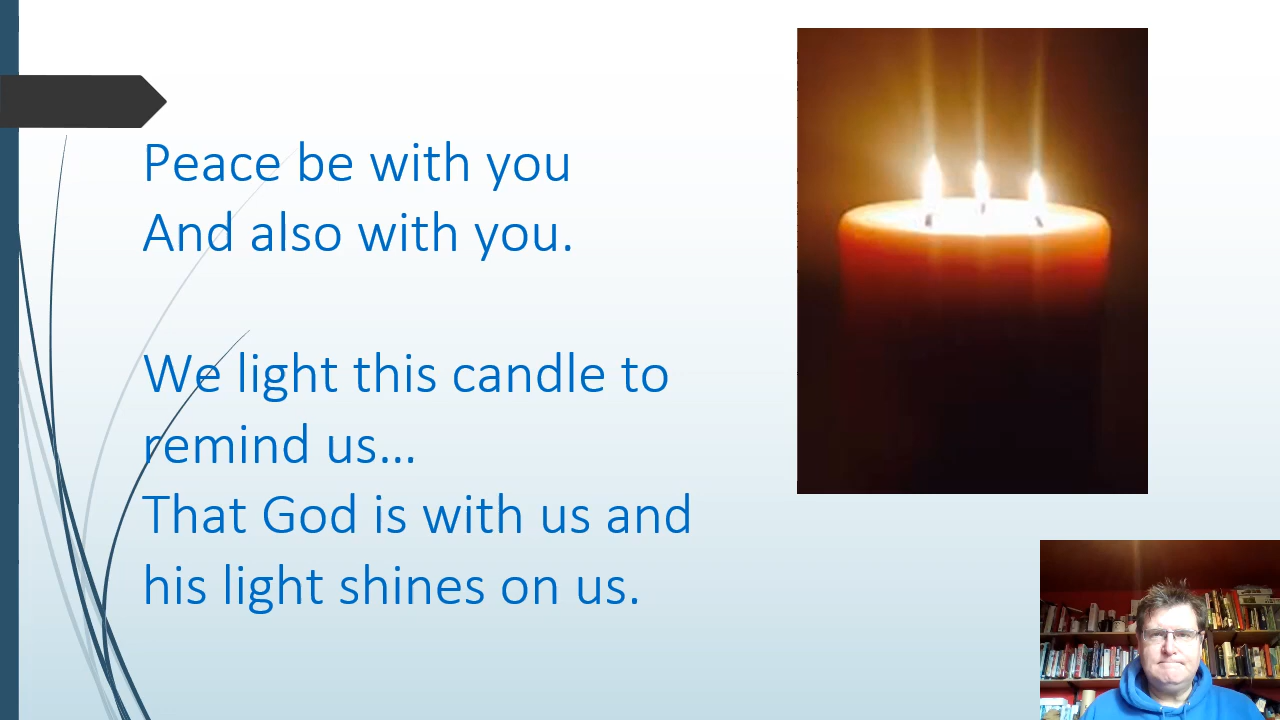 Peace be with you
And also with you.
We light this candle to
remind us...
That God is with us and
his light shines on us.